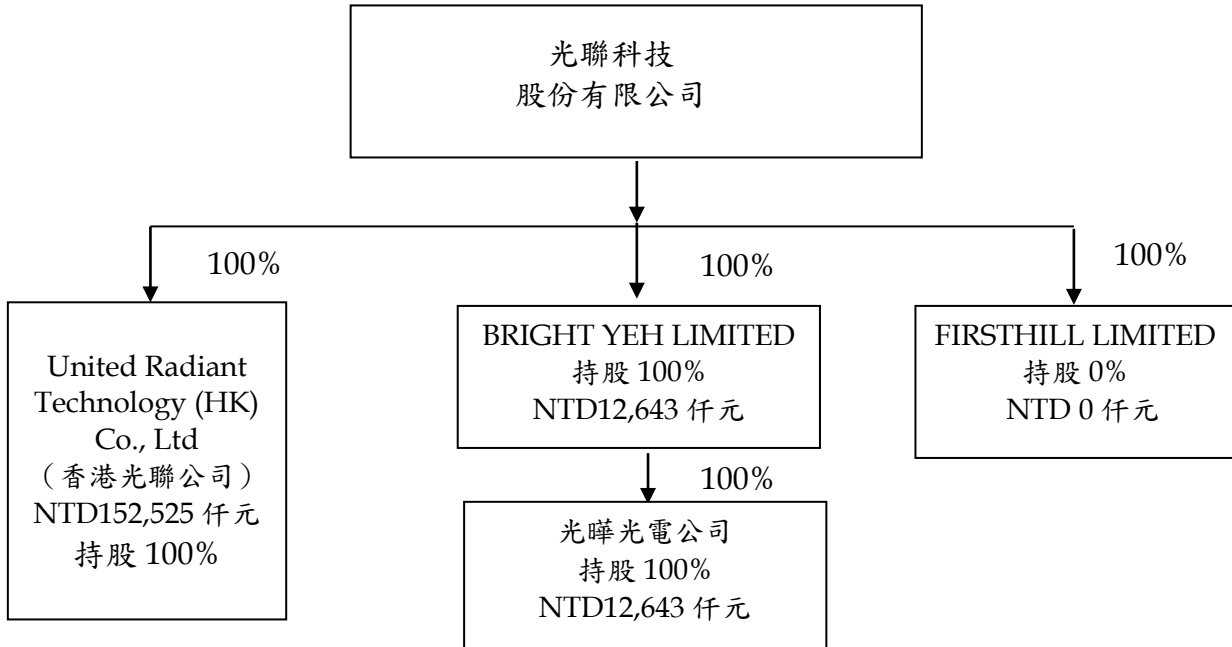 光聯科技
股份有限公司
100%
100%
100%
United Radiant
Technology (HK)
Co., Ltd
（香港光聯公司）
NTD152,525 仟元
持股 100%
BRIGHT YEH LIMITED
持股 100%
NTD12,643 仟元
FIRSTHILL LIMITED
持股 0%
NTD 0 仟元
100%
光曄光電公司
持股 100%
NTD12,643 仟元